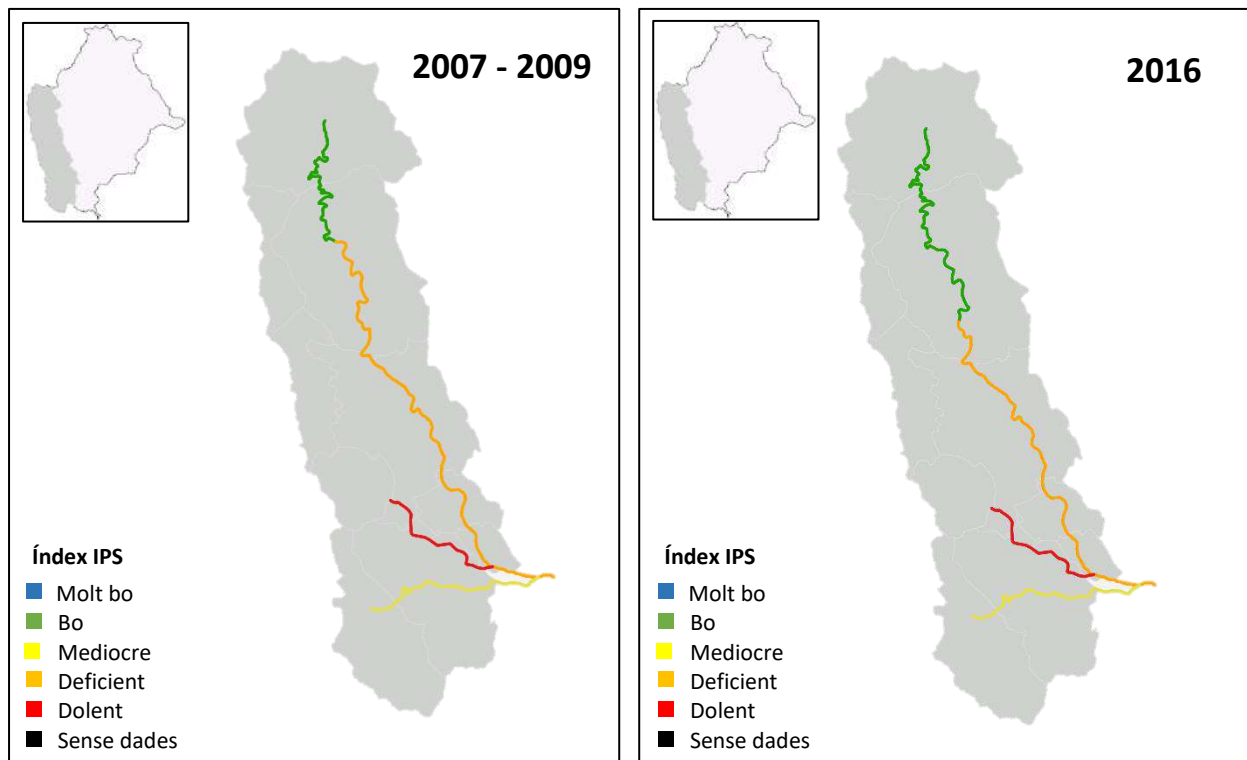 2007 - 2009
Índex IPS
Molt bo
Bo
Mediocre
Deficient
Dolent
Sense dades
2016
Índex IPS
Molt bo
Bo
Mediocre
Deficient
Dolent
Sense dades